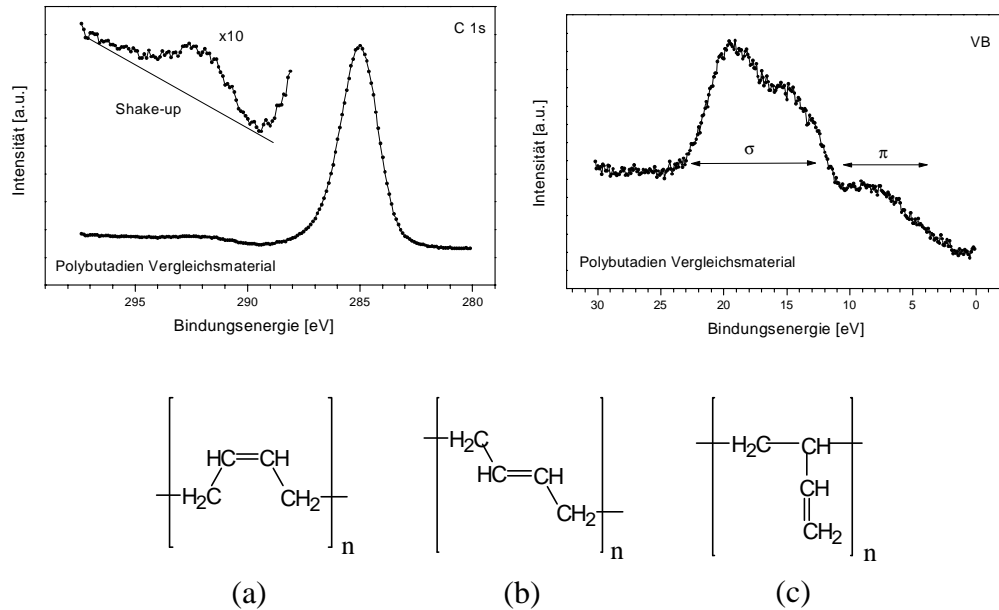 C 1s
x10
Shake-up
Intensität [a.u.]
Polybutadien Vergleichsmaterial
295 290 285 280
Bindungsenergie [eV]
VB
σ
π
Intensität [a.u.]
Polybutadien Vergleichsmaterial
30 25 20 15 10 5 0
Bindungsenergie [eV]
HC CH
H2C CH2
n
H2C
HC CH
CH2
n
H2C CH
CH
CH2
n
(a) (b) (c)